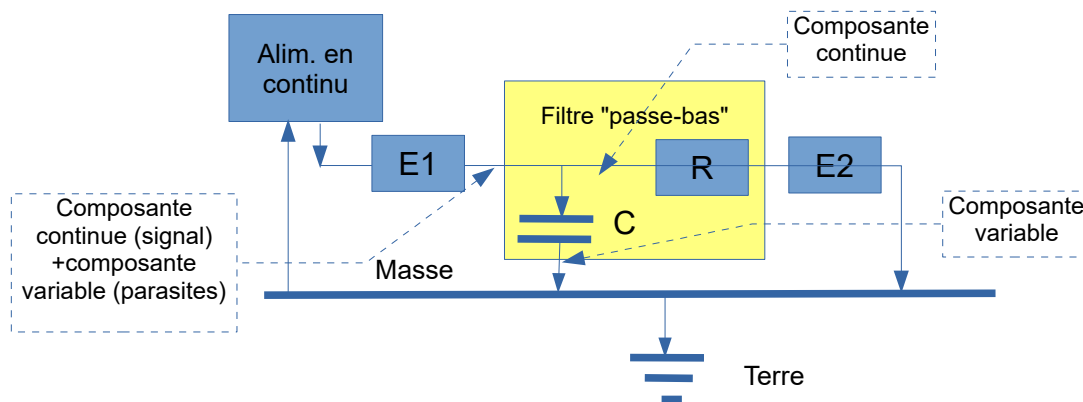 Alim. en
continu
Composante
continue
Filtre "passe-bas"
E1
R
E2
Composante
continue (signal)
+composante
variable (parasites)
C
Composante
variable
Masse
Terre